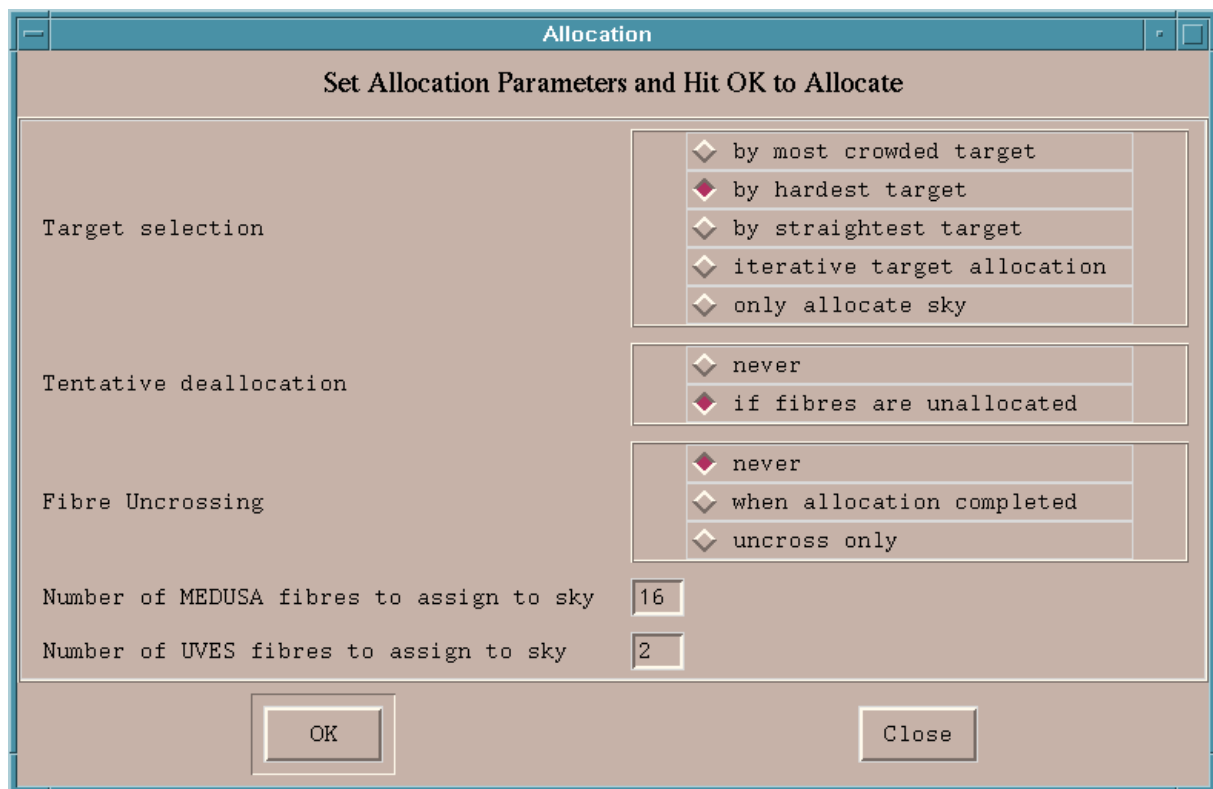 Allocation
Set Allocation Parameters and Hit OK to Allocate
Target selection
by most crowded target
by hardest target
by straightest target
iterative target allocation
only allocate sky
Tentative deallocation
never
if fibres are unallocated
Fibre Uncrossing
never
when allocation completed
uncross only
Number of MEDUSA fibres to assign to sky 16
Number of UVES fibres to assign to sky 2
OK Close